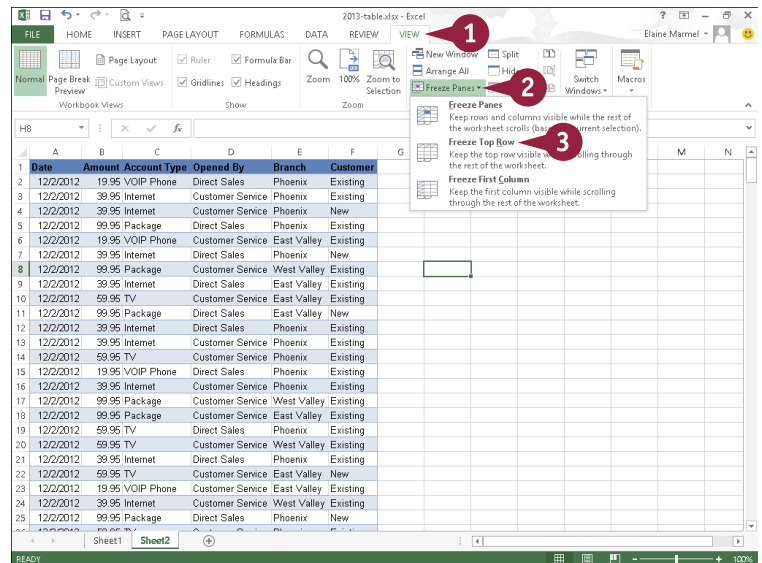 2013-table.xlsx - Excel
FILE HOME INSERT PAGE LAYOUT FORMULAS DATA REVIEW VIEW Elaine Marmel
1
Normal Page Break Preview Page Layout Custom Views
Workbook Views
Ruler Formula Bar
Gridlines Headings
Show
Zoom 100% Zoom to Selection
Zoom
New Window Split
Arrange All Hide
Freeze Panes
2
Switch Windows Macros
Freeze Panes
Keep rows and columns visible while the rest of
the worksheet scrolls current selection).
Freeze Top Row
3
Keep the top row visible scrolling through
the rest of the worksheet.
Freeze First Column
Keep the first column visible while scrolling
through the rest of the worksheet.
H8 fx
A B C D E F G M N
1 Date Amount Account Type Opened By Branch Customer
2 12/2/2012 19.95 VOIP Phone Direct Sales Phoenix Existing
3 12/2/2012 39.95 Internet Customer Service Phoenix Existing
4 12/2/2012 39.95 Internet Customer Service Phoenix New
5 12/2/2012 99.95 Package Direct Sales Phoenix Existing
6 12/2/2012 19.95 VOIP Phone Customer Service East Valley Existing
7 12/2/2012 39.95 Internet Direct Sales Phoenix New
8 12/2/2012 99.95 Package Customer Service West Valley Existing
9 12/2/2012 39.95 Internet Direct Sales East Valley Existing
10 12/2/2012 59.95 TV Customer Service East Valley Existing
11 12/2/2012 99.95 Package Direct Sales East Valley New
12 12/2/2012 39.95 Internet Direct Sales Phoenix Existing
13 12/2/2012 39.95 Internet Customer Service Phoenix Existing
14 12/2/2012 59.95 TV Customer Service Phoenix Existing
15 12/2/2012 19.95 VOIP Phone Direct Sales Phoenix Existing
16 12/2/2012 39.95 Internet Customer Service Phoenix Existing
17 12/2/2012 99.95 Package Customer Service West Valley Existing
18 12/2/2012 99.95 Package Customer Service East Valley Existing
19 12/2/2012 59.95 TV Direct Sales Phoenix Existing
20 12/2/2012 59.95 TV Customer Service West Valley Existing
21 12/2/2012 39.95 Internet Direct Sales Phoenix Existing
22 12/2/2012 59.95 TV Customer Service East Valley New
23 12/2/2012 19.95 VOIP Phone Customer Service East Valley Existing
24 12/2/2012 39.95 Internet Customer Service West Valley Existing
25 12/2/2012 99.95 Package Direct Sales Phoenix New
Sheet1 Sheet2
READY 100%